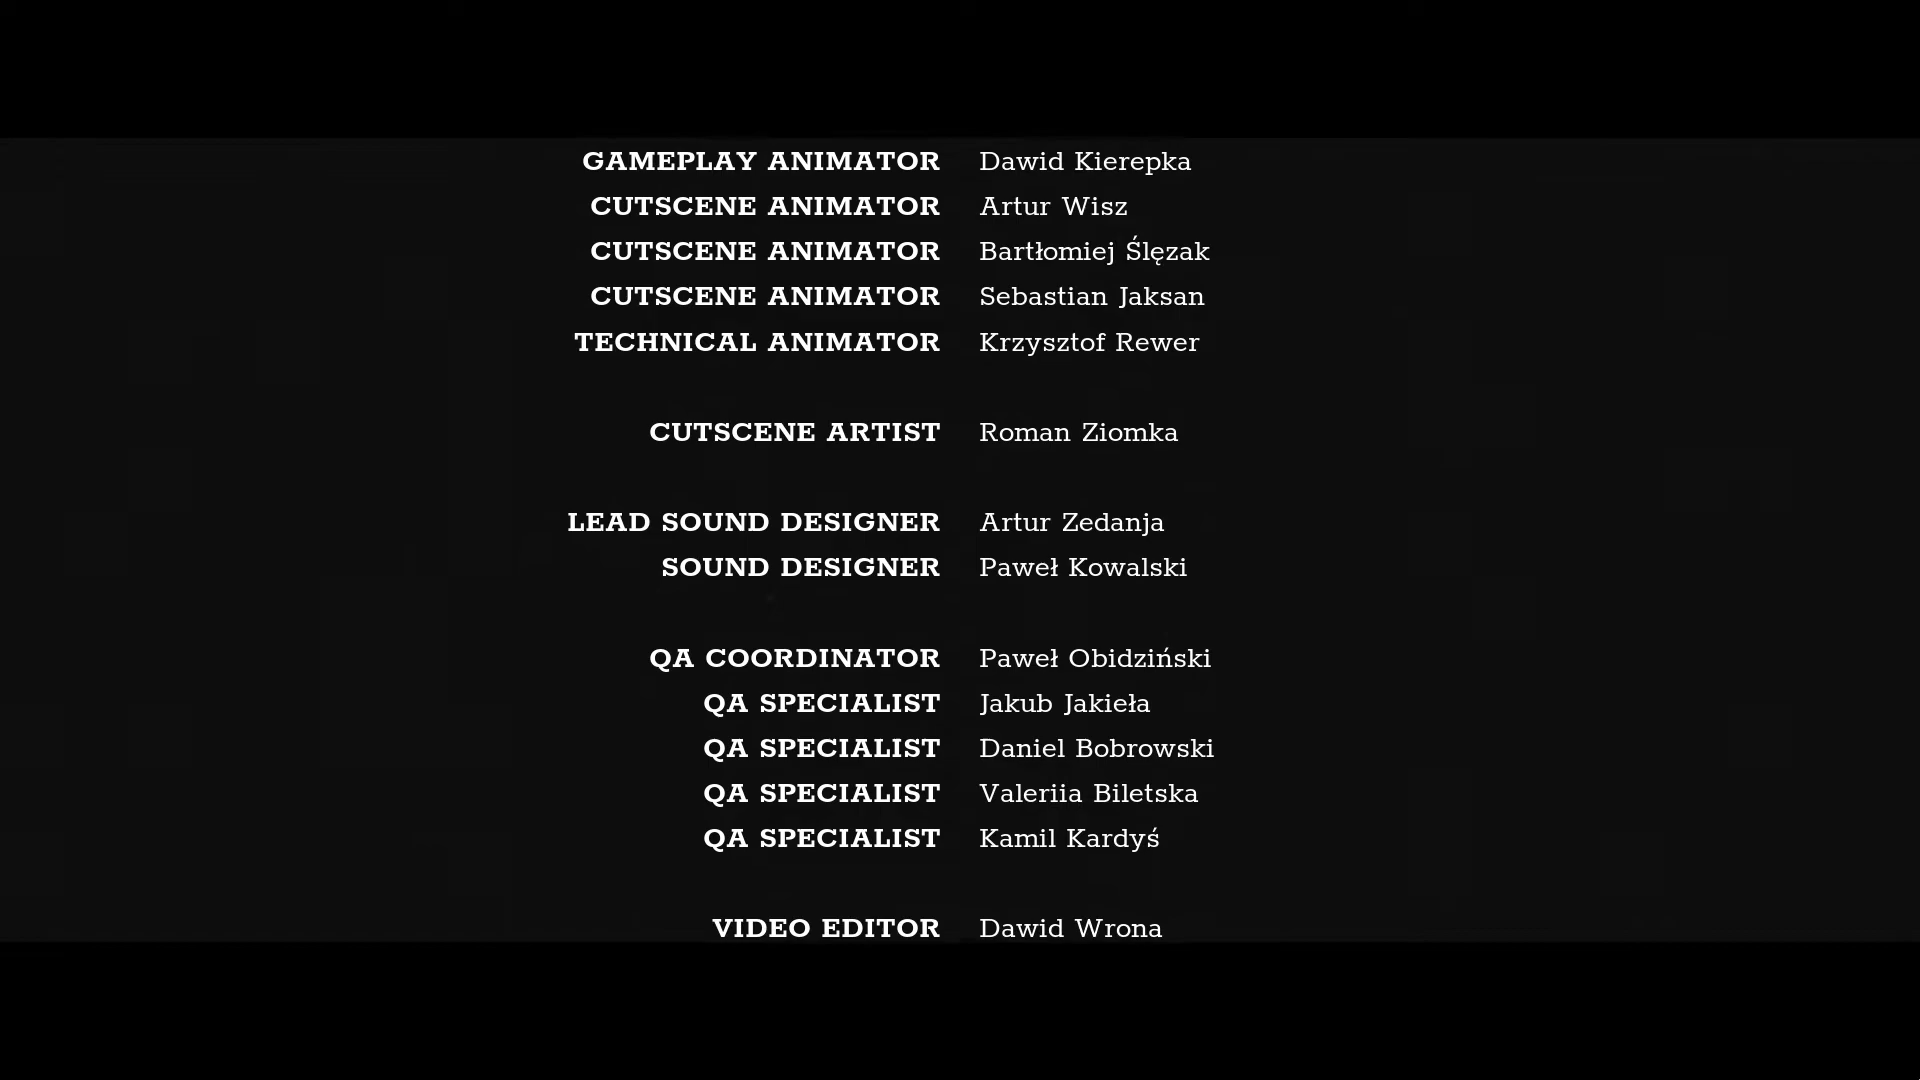 GAMEPLAY ANIMATOR Dawid Kierepka
CUTSCENE ANIMATOR Artur Wisz
CUTSCENE ANIMATOR Bartłomiej Ślęzak
CUTSCENE ANIMATOR Sebastian Jaksan
TECHNICAL ANIMATOR Krzysztof Rewer
CUTSCENE ARTIST Roman Ziomka
LEAD SOUND DESIGNER Artur Zedanja
SOUND DESIGNER Paweł Kowalski
QA COORDINATOR Paweł Obidziński
QA SPECIALIST Jakub Jakieła
QA SPECIALIST Daniel Bobrowski
QA SPECIALIST Valeriia Biletska
QA SPECIALIST Kamil Kardyś
VIDEO EDITOR Dawid Wrona